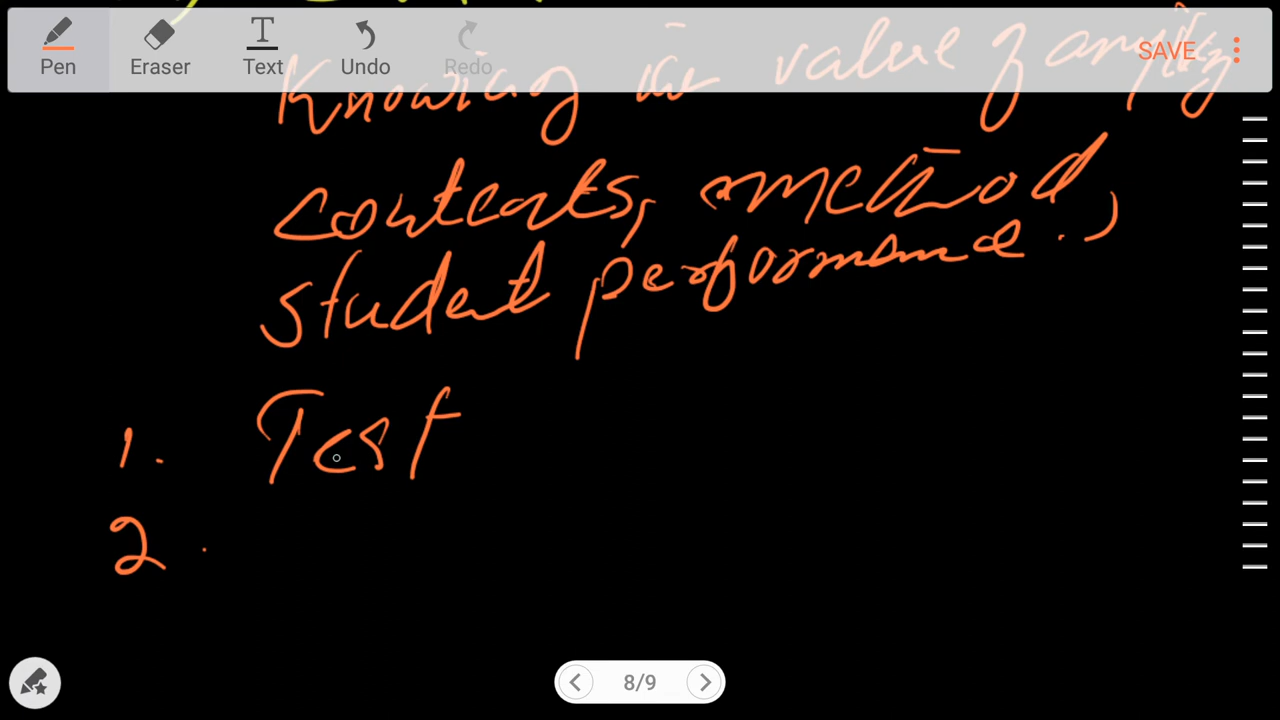 Pen Eraser Text Undo Redo SAVE
Knowing the value of anything
contents, method,
student performance.)
1. Test
2.
8/9